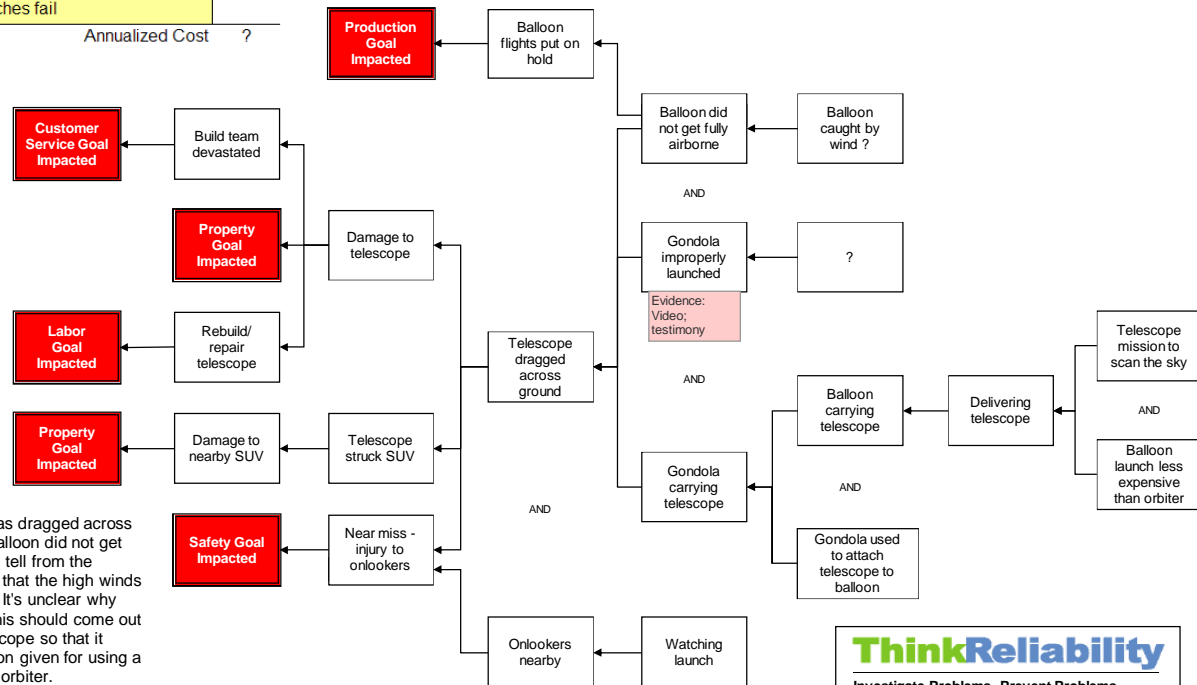 ches fail
Annualized Cost ?
Production
Goal
Impacted
Balloon
flights put on
hold
Customer
Service Goal
Impacted
Build team
devastated
Balloon did
not get fully
airborne
Balloon
caught by
wind ?
AND
Property
Goal
Impacted
Damage to
telescope
Gondola
improperly
launched
?
Evidence:
Video;
testimony
Labor
Goal
Impacted
Rebuild/
repair
telescope
Telescope
dragged
across
ground
AND
Telescope
mission to
scan the sky
Balloon
carrying
telescope
Delivering
telescope
AND
Property
Goal
Impacted
Damage to
nearby SUV
Telescope
struck SUV
Balloon
launch less
expensive
than orbiter
Gondola
carrying
telescope
AND
AND
Safety Goal
Impacted
Near miss -
injury to
onlookers
Gondola used
to attach
telescope to
balloon
as dragged across
alloon did not get
tell from the
that the high winds
It's unclear why
his should come out
cope so that it
on given for using a
orbiter.
Onlookers
nearby
Watching
launch
ThinkReliability
Investigate Problems. Prevent Problems.